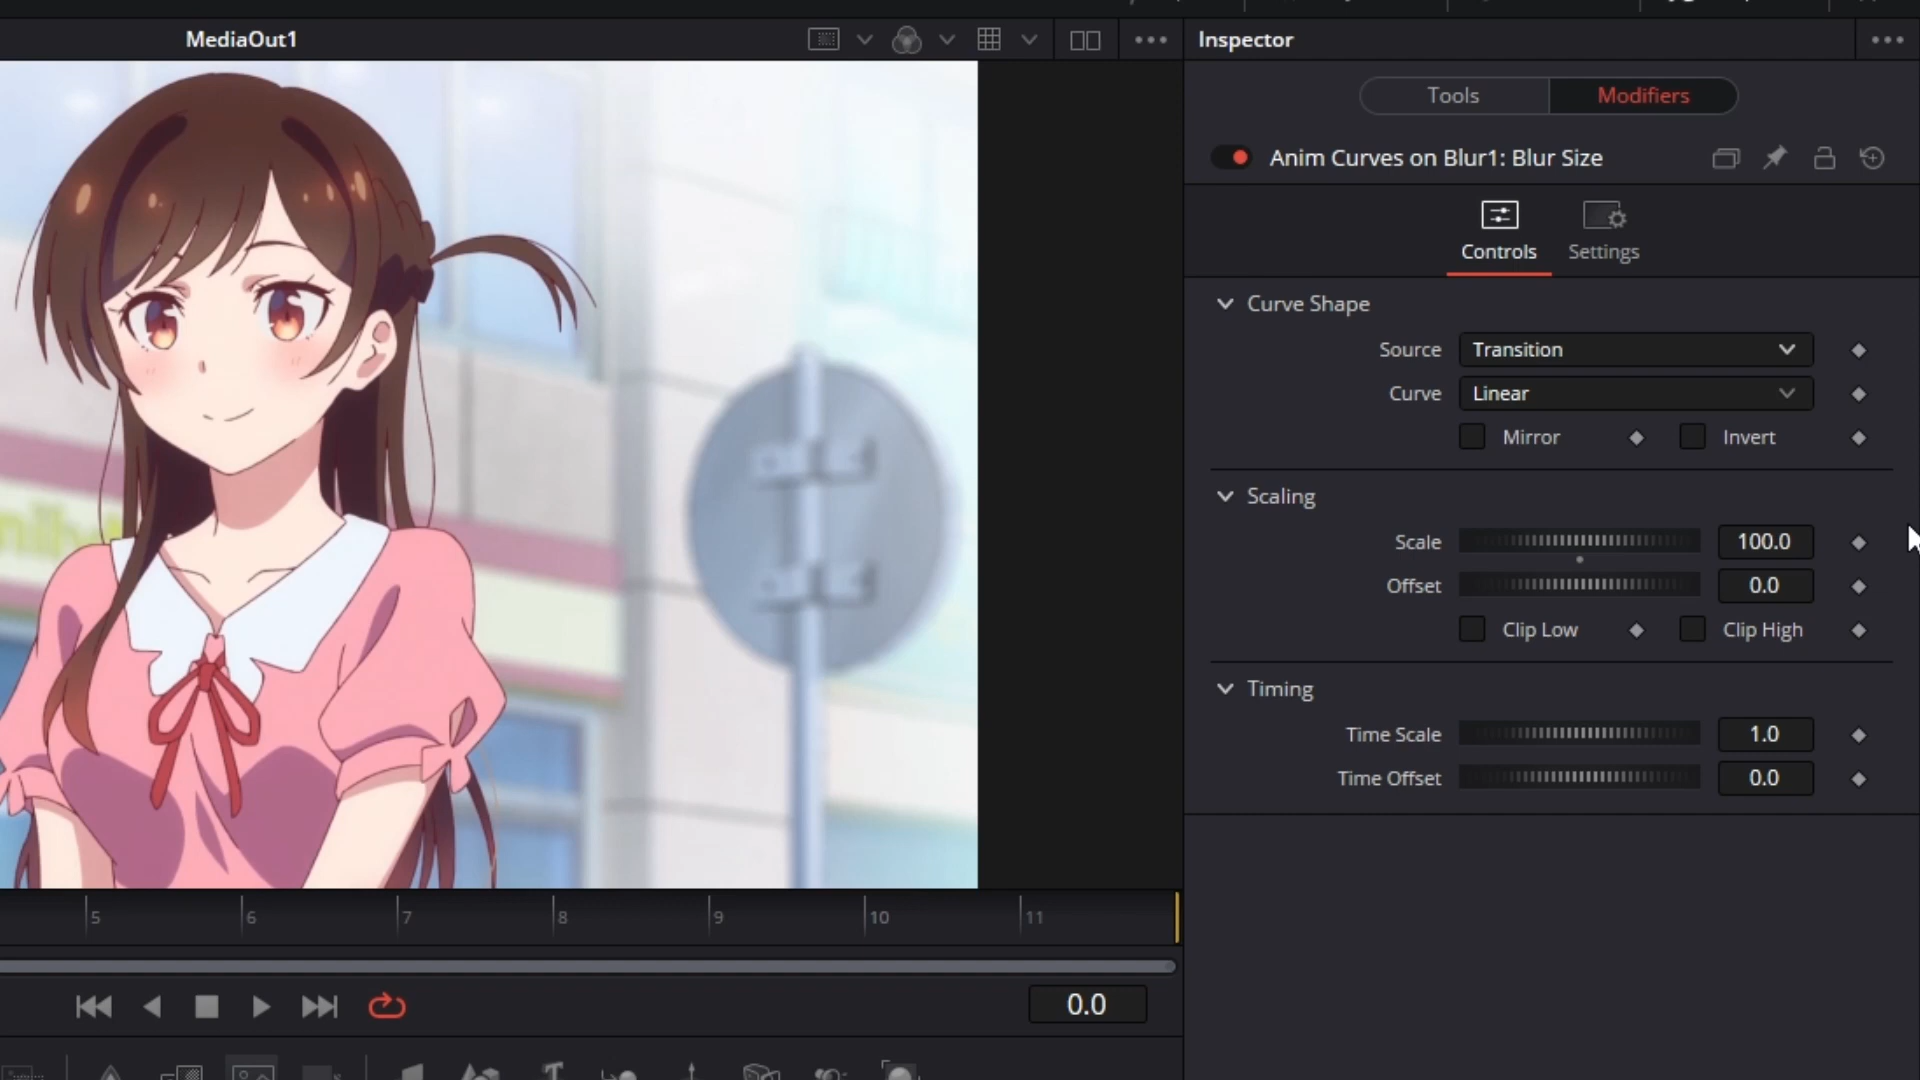 MediaOut1
Inspector
Tools
Modifiers
Anim Curves on Blur1: Blur Size
Controls
Settings
Curve Shape
Source
Transition
Curve
Linear
Mirror
Invert
Scaling
Scale
100.0
Offset
0.0
Clip Low
Clip High
Timing
Time Scale
1.0
Time Offset
0.0
5
6
7
8
9
10
11
0.0